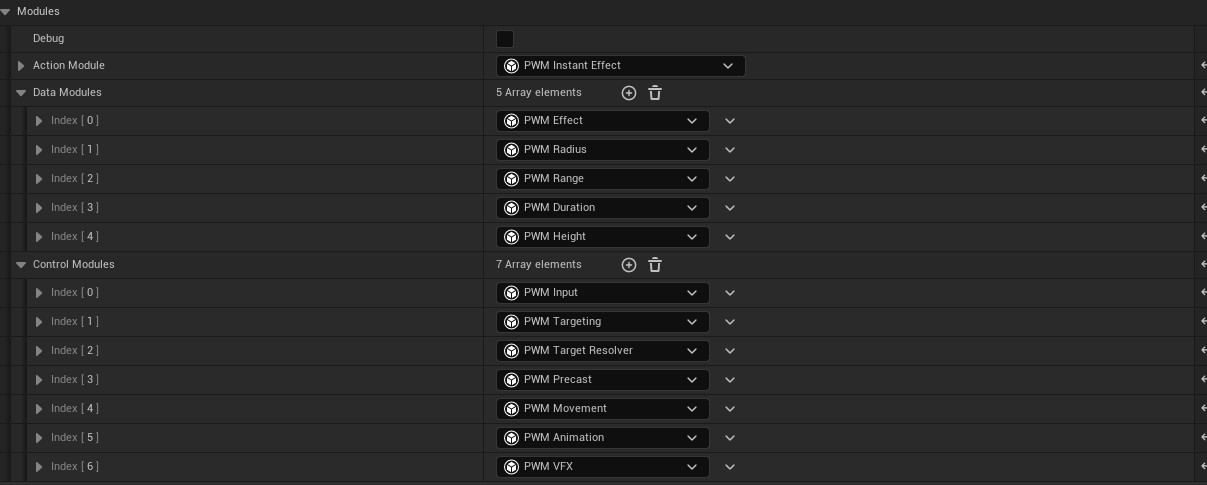 Modules
Debug
Action Module PWM Instant Effect
Data Modules 5 Array elements
Index [ 0 ] PWM Effect
Index [ 1 ] PWM Radius
Index [ 2 ] PWM Range
Index [ 3 ] PWM Duration
Index [ 4 ] PWM Height
Control Modules 7 Array elements
Index [ 0 ] PWM Input
Index [ 1 ] PWM Targeting
Index [ 2 ] PWM Target Resolver
Index [ 3 ] PWM Precast
Index [ 4 ] PWM Movement
Index [ 5 ] PWM Animation
Index [ 6 ] PWM VFX